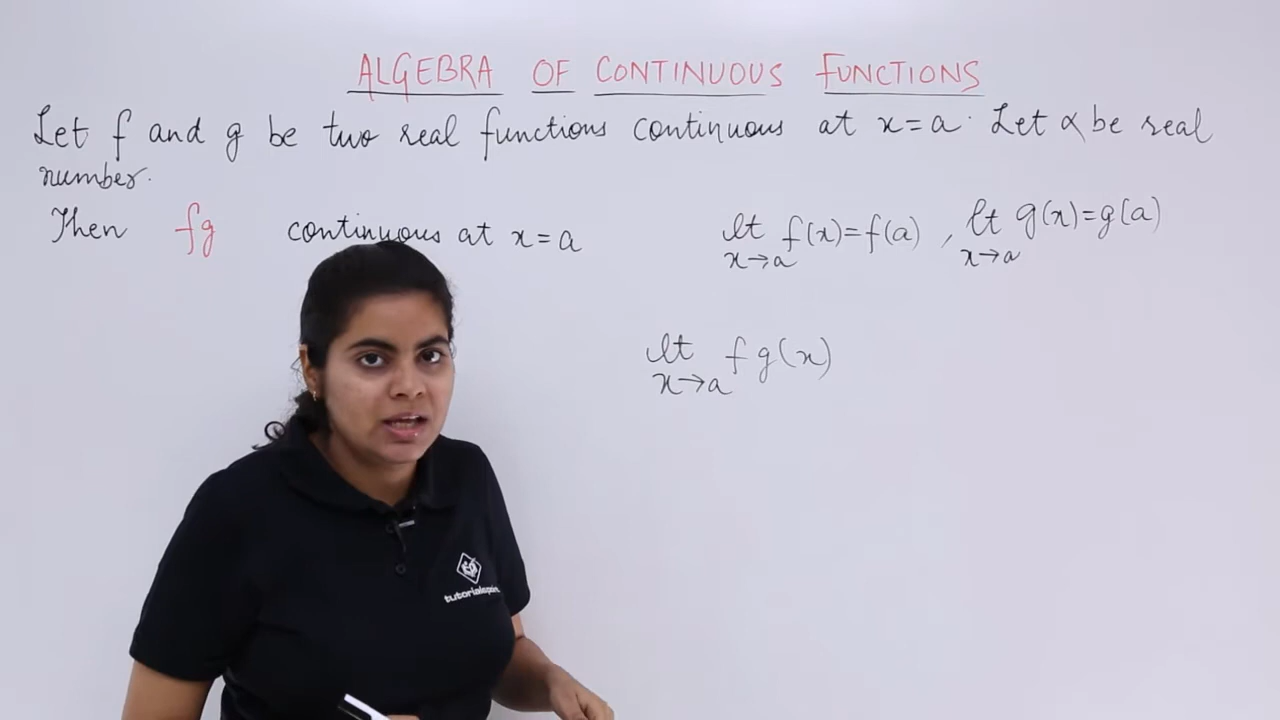 ALGEBRA OF CONTINUOUS FUNCTIONS
Let f and g be two real functions continuous at x=a. Let α be real
number.
Then fg continuous at x=a
lt f(x)=f(a) , lt g(x)=g(a)
x→a x→a
lt fg(x)
x→a
tutorialspoint